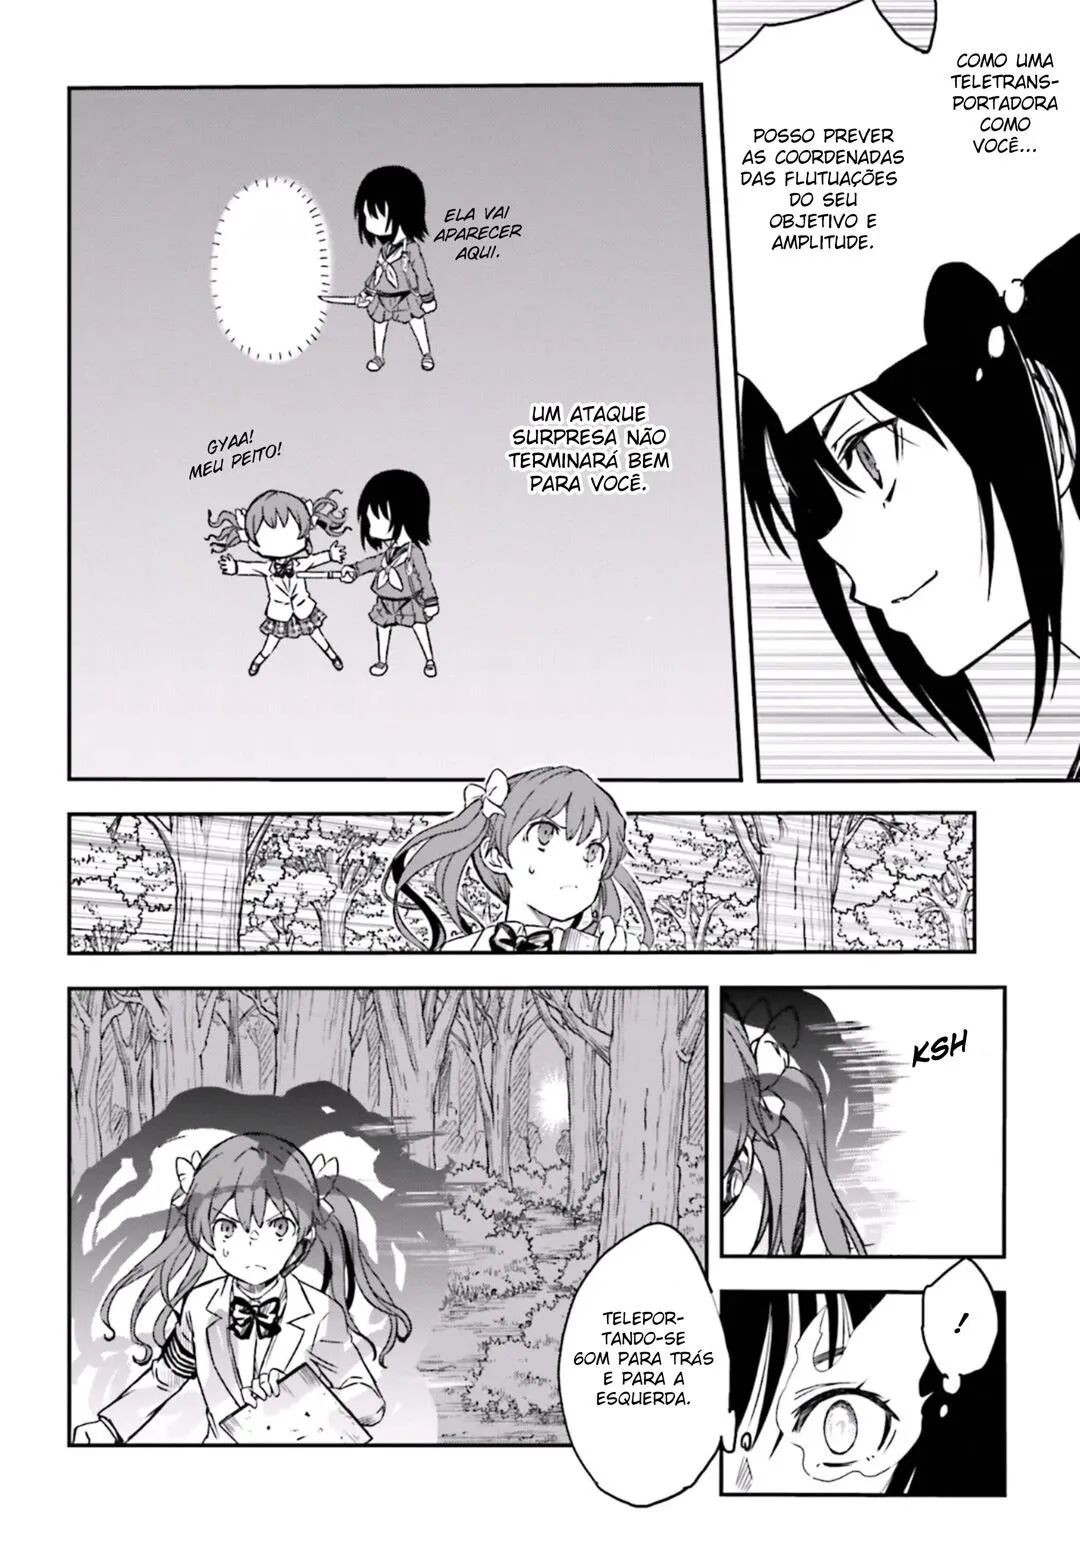 COMO UMA
TELETRANS-
PORTADORA
COMO
VOCÊ...
POSSO PREVER
AS COORDENADAS
DAS FLUTUAÇÕES
DO SEU
OBJETIVO E
AMPLITUDE.
ELA VAI
APARECER
AQUI.
UM ATAQUE
SURPRESA NÃO
TERMINARÁ BEM
PARA VOCÊ.
GYAA!
MEU PEITO!
KSH
!
TELEPOR-
TANDO-SE
60M PARA TRÁS
E PARA A
ESQUERDA.